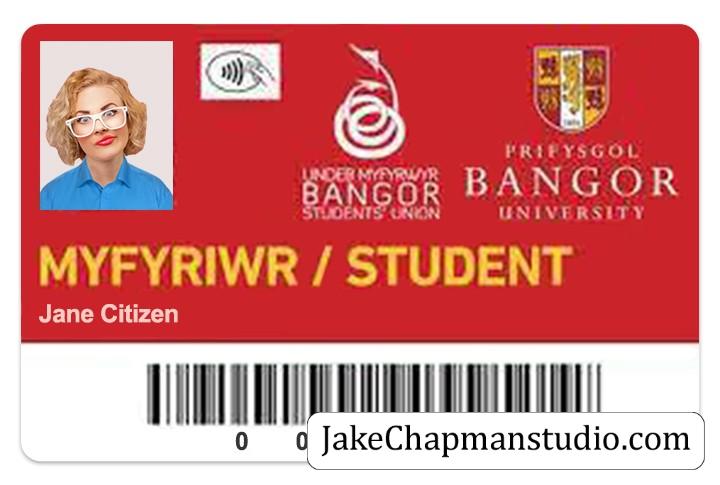 UNDEB MYFYRWYR
BANGOR
STUDENTS' UNION
PRIFYSGOL
BANGOR
UNIVERSITY
MYFYRIWR / STUDENT
Jane Citizen
0 0
JakeChapmanstudio.com